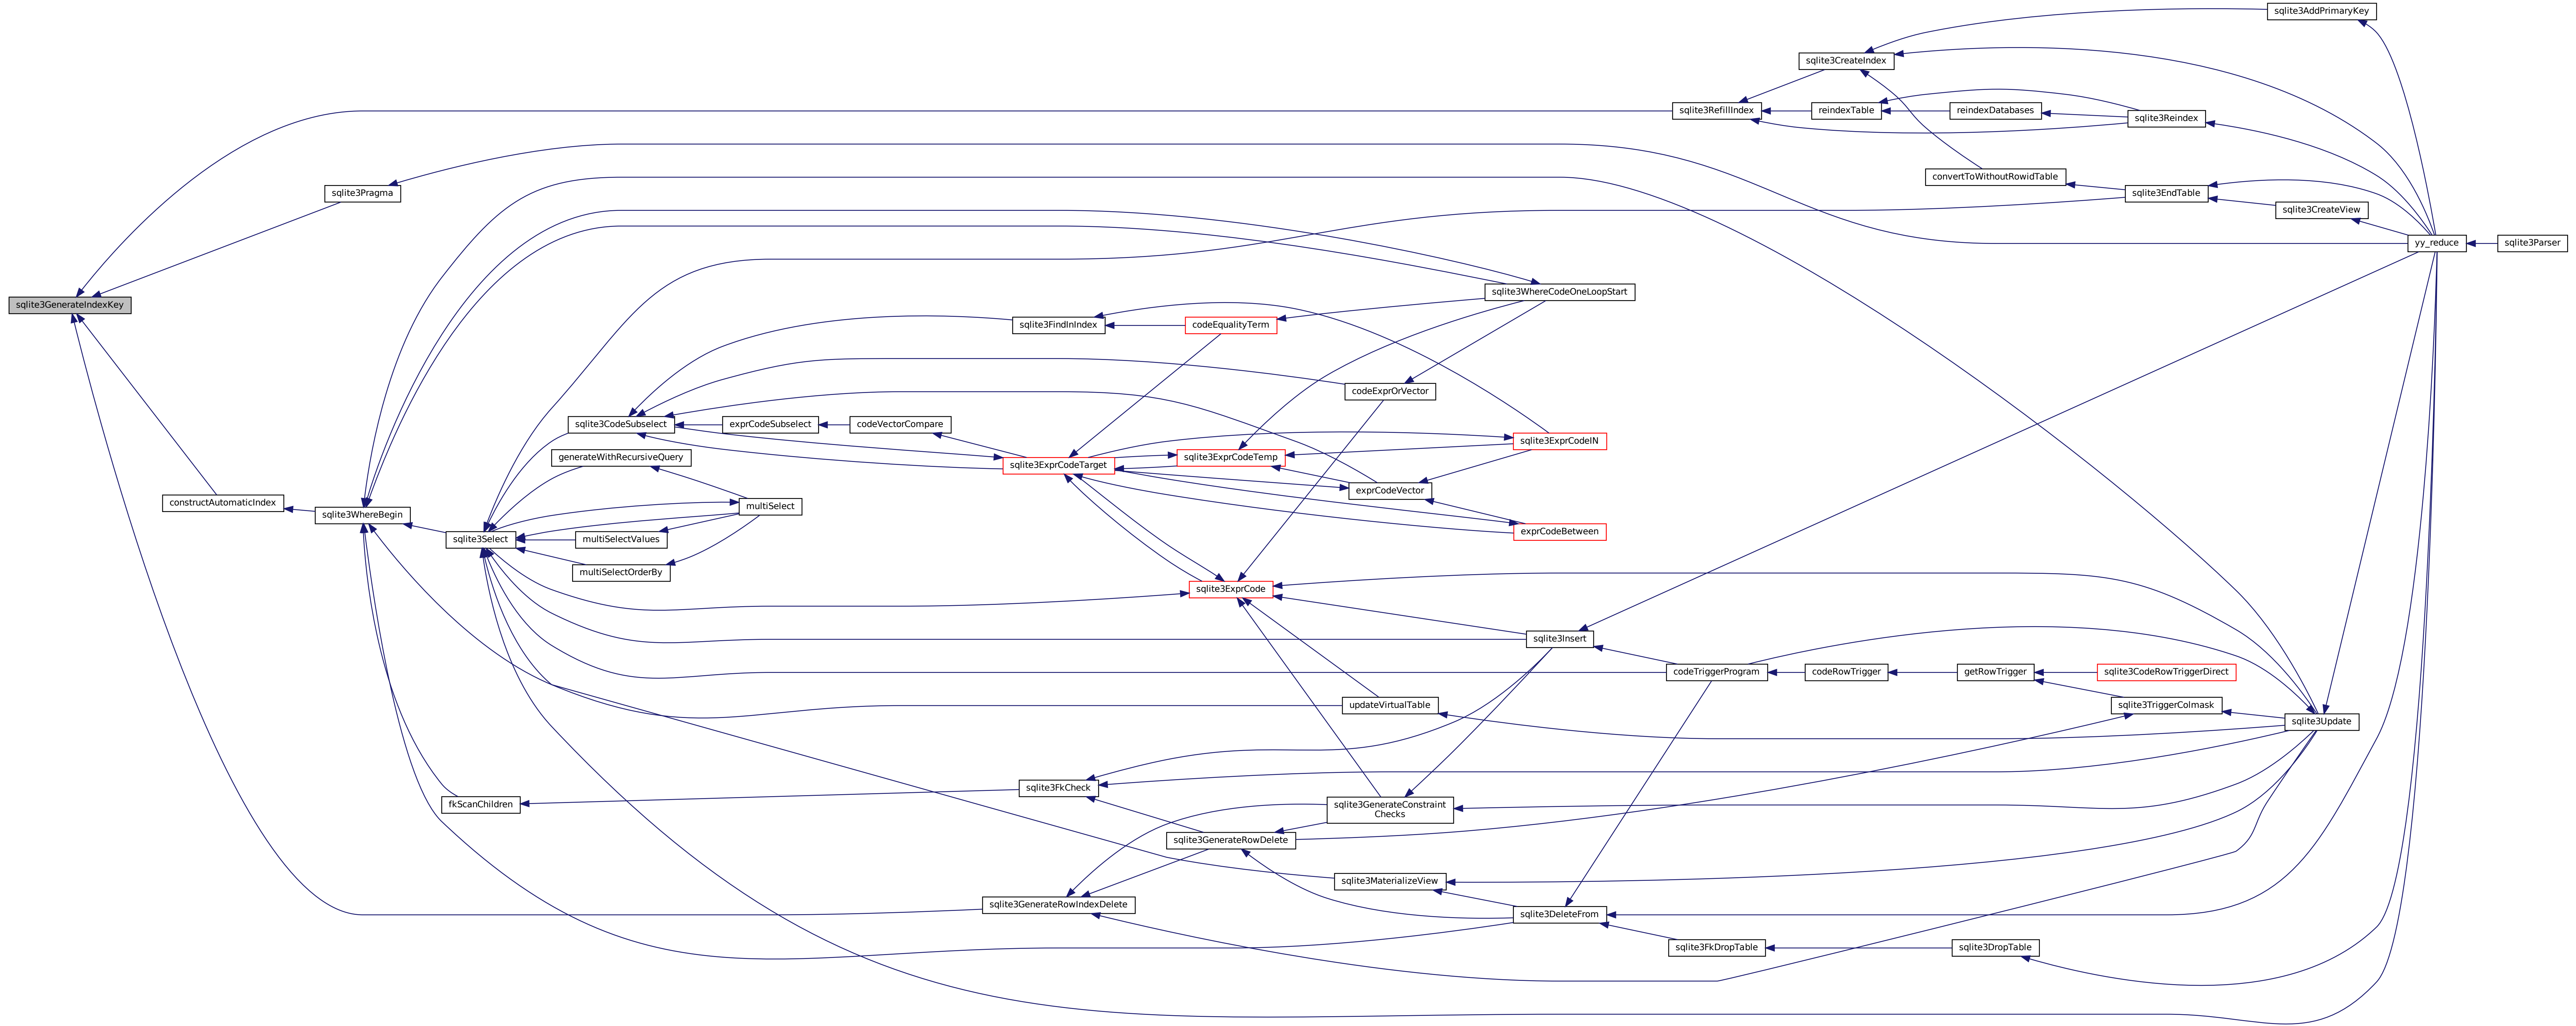 sqlite3AddPrimaryKey
sqlite3CreateIndex
sqlite3RefillIndex
reindexTable
reindexDatabases
sqlite3Reindex
convertToWithoutRowidTable
sqlite3Pragma
sqlite3EndTable
sqlite3CreateView
yy_reduce
sqlite3Parser
sqlite3GenerateIndexKey
sqlite3WhereCodeOneLoopStart
sqlite3FindInIndex
codeEqualityTerm
codeExprOrVector
sqlite3CodeSubselect
exprCodeSubselect
codeVectorCompare
sqlite3ExprCodeIN
generateWithRecursiveQuery
sqlite3ExprCodeTarget
sqlite3ExprCodeTemp
exprCodeVector
constructAutomaticIndex
sqlite3WhereBegin
multiSelect
sqlite3Select
multiSelectValues
exprCodeBetween
multiSelectOrderBy
sqlite3ExprCode
sqlite3Insert
codeTriggerProgram
codeRowTrigger
getRowTrigger
sqlite3CodeRowTriggerDirect
updateVirtualTable
sqlite3TriggerColmask
sqlite3Update
fkScanChildren
sqlite3FkCheck
sqlite3GenerateConstraint
Checks
sqlite3GenerateRowDelete
sqlite3MaterializeView
sqlite3GenerateRowIndexDelete
sqlite3DeleteFrom
sqlite3FkDropTable
sqlite3DropTable